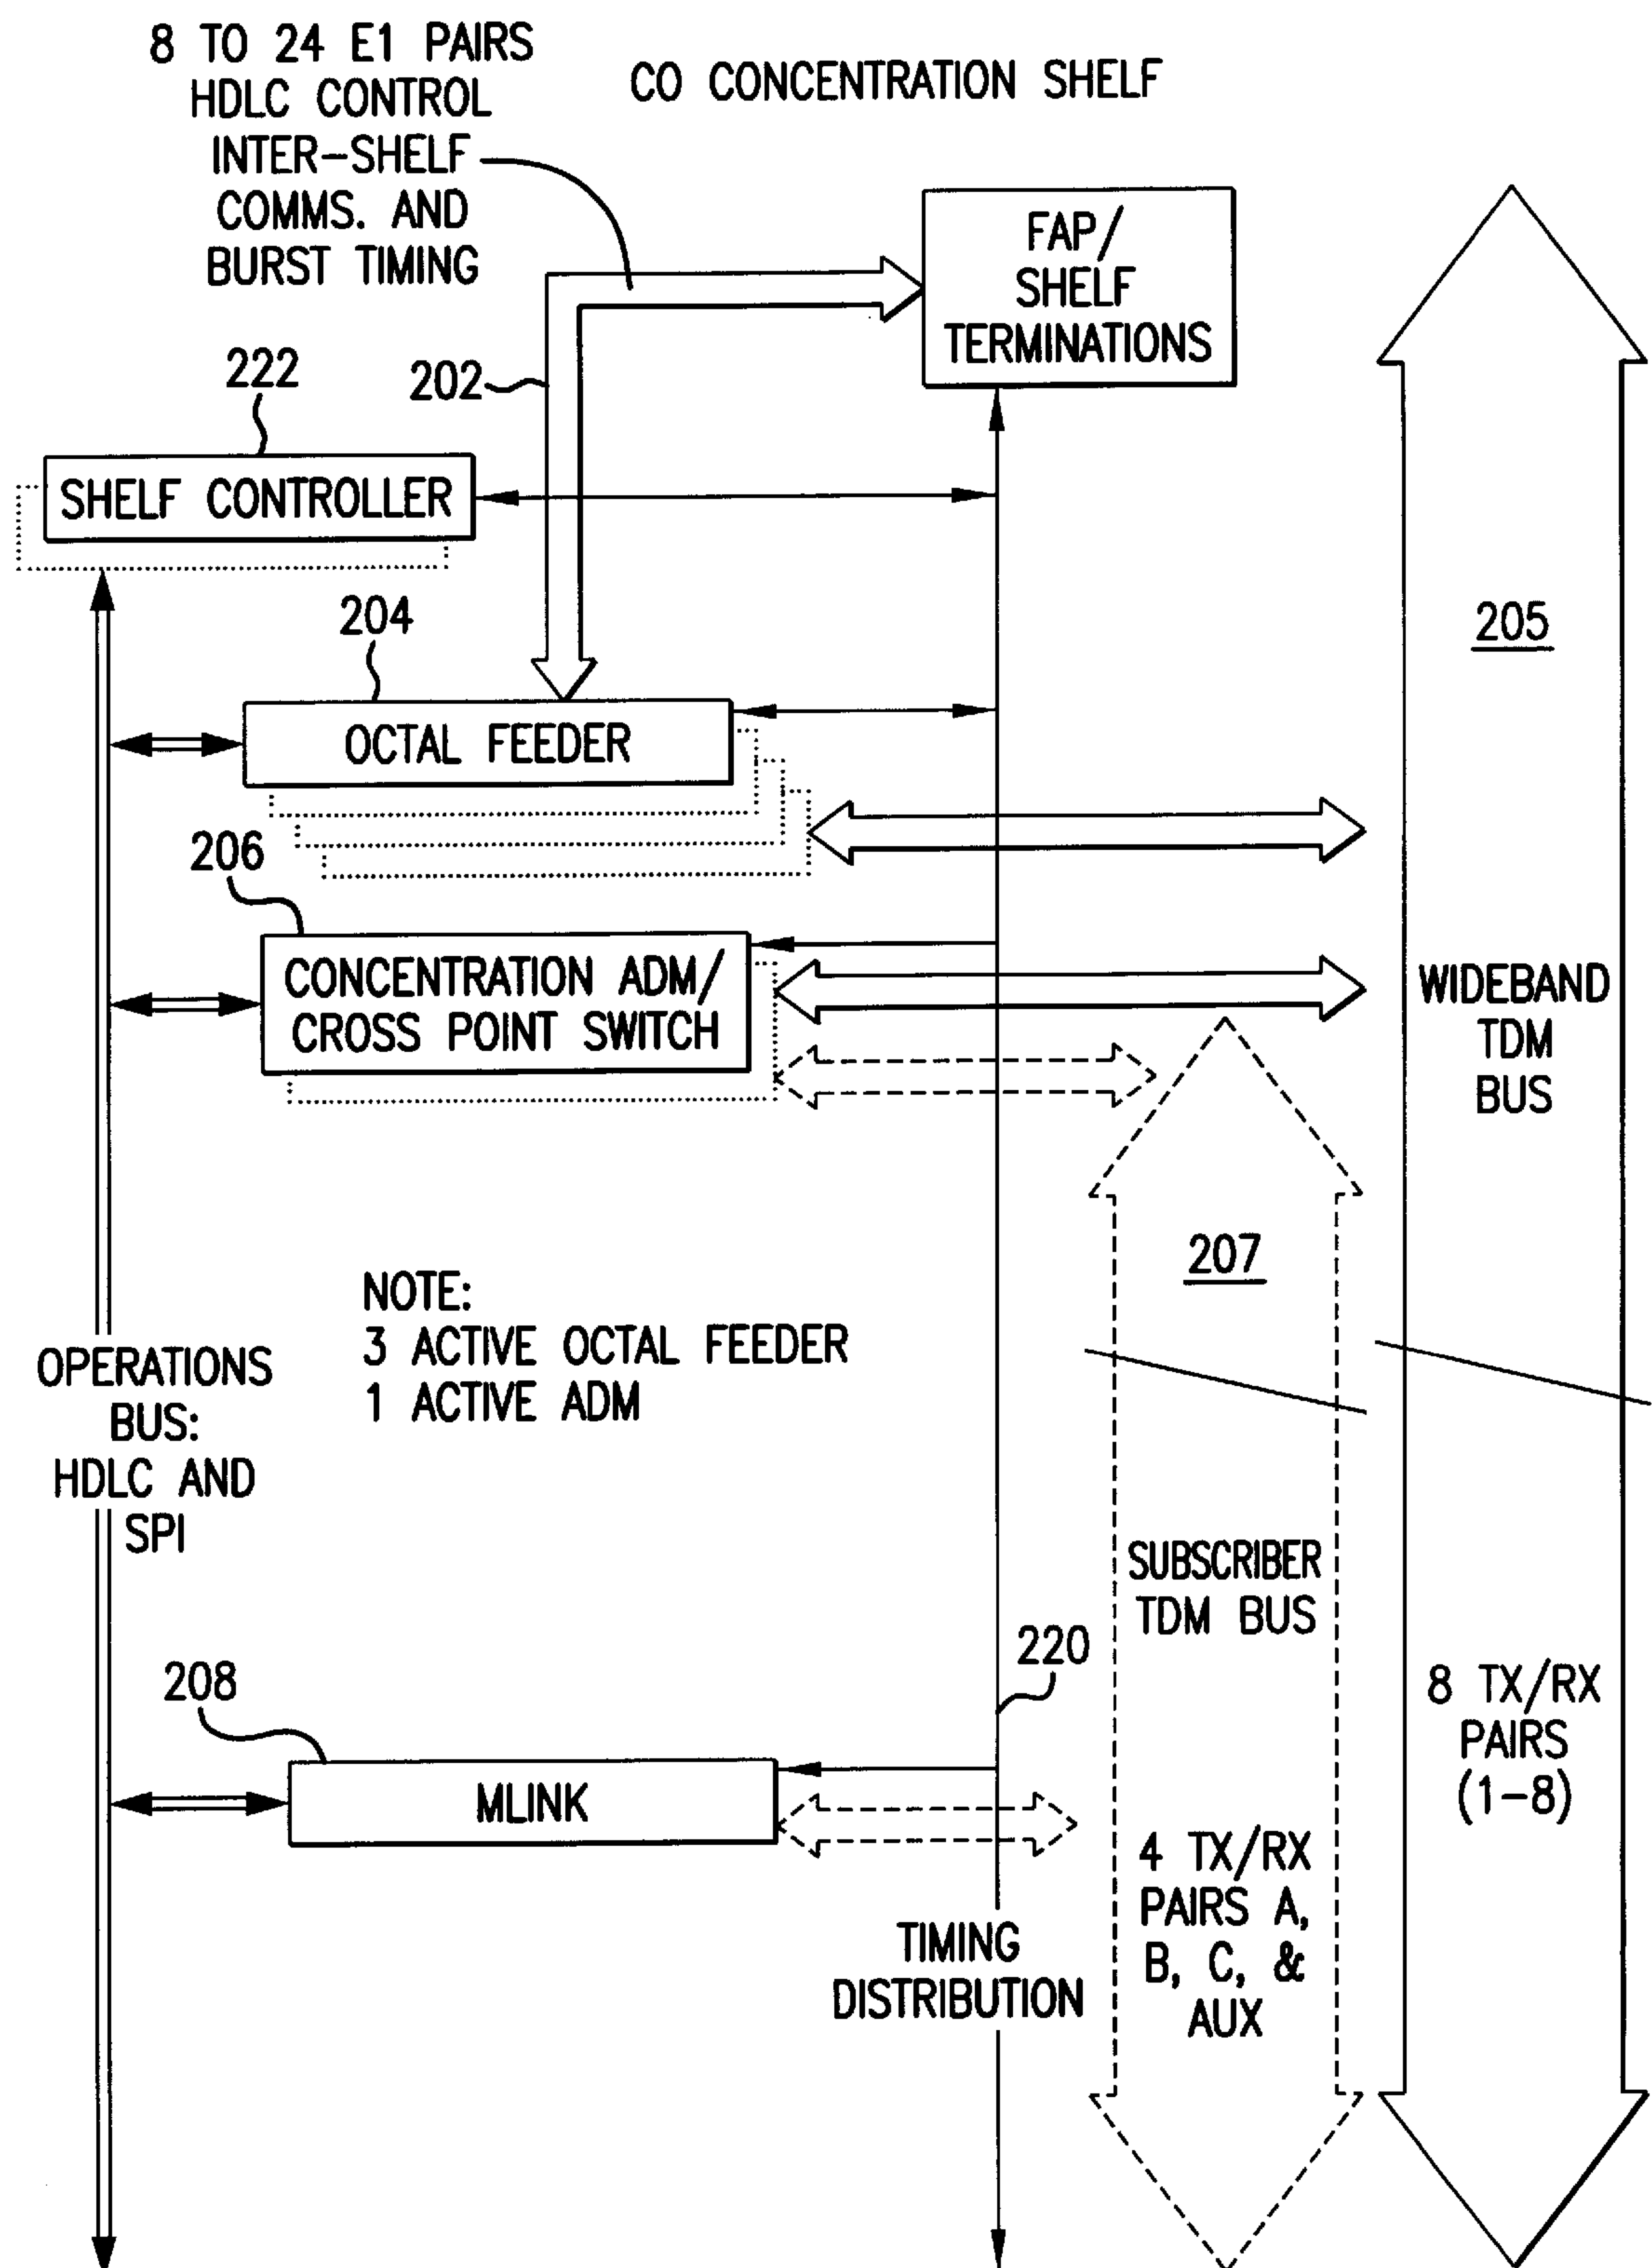 8 TO 24 E1 PAIRS
HDLC CONTROL
INTER-SHELF
COMMS. AND
BURST TIMING
CO CONCENTRATION SHELF
FAP/
SHELF
TERMINATIONS
222
202
SHELF CONTROLLER
204
205
OCTAL FEEDER
206
CONCENTRATION ADM/
CROSS POINT SWITCH
WIDEBAND
TDM
BUS
207
NOTE:
3 ACTIVE OCTAL FEEDER
1 ACTIVE ADM
OPERATIONS
BUS:
HDLC AND
SPI
SUBSCRIBER
TDM BUS
220
208
8 TX/RX
PAIRS
(1-8)
MLINK
4 TX/RX
PAIRS A,
B, C, &
AUX
TIMING
DISTRIBUTION